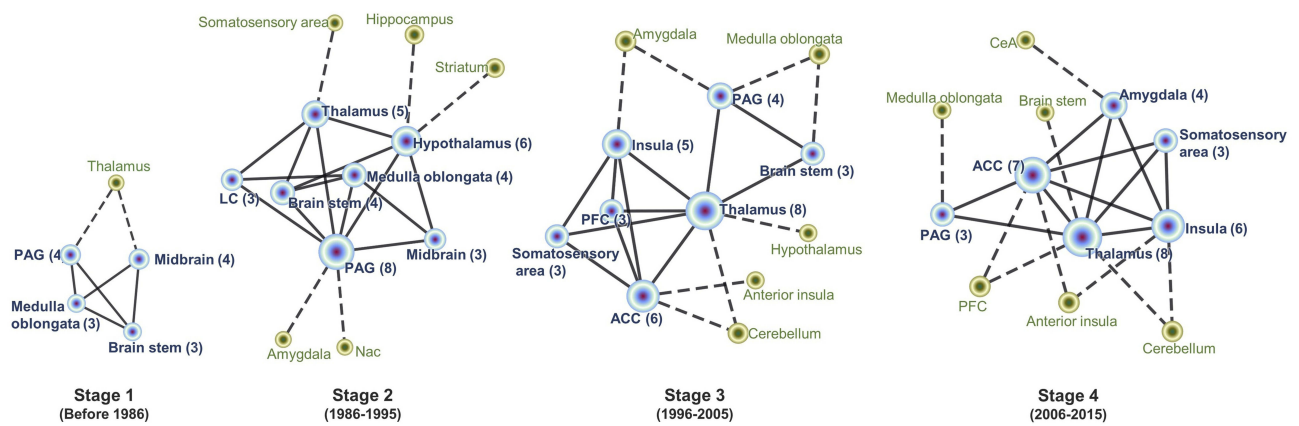 Thalamus
PAG (4)
Midbrain (4)
Medulla
oblongata (3)
Brain stem (3)
Stage 1
(Before 1986)
Somatosensory area
Hippocampus
Striatum
Thalamus (5)
Hypothalamus (6)
Medulla oblongata (4)
LC (3)
Brain stem (4)
Midbrain (3)
PAG (8)
Amygdala
Nac
Stage 2
(1986-1995)
Amygdala
Medulla oblongata
PAG (4)
Insula (5)
Brain stem (3)
PFC (3)
Thalamus (8)
Somatosensory
area (3)
Hypothalamus
Anterior insula
ACC (6)
Cerebellum
Stage 3
(1996-2005)
CeA
Medulla oblongata
Brain stem
Amygdala (4)
Somatosensory
area (3)
ACC (7)
PAG (3)
Insula (6)
Thalamus (8)
PFC
Anterior insula
Cerebellum
Stage 4
(2006-2015)